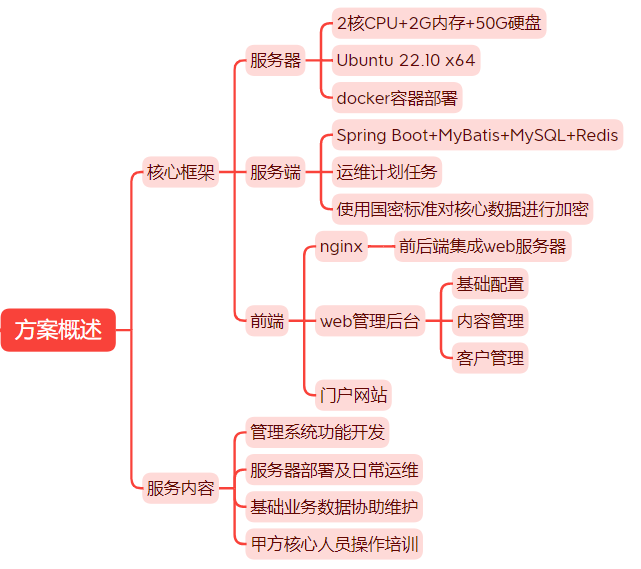 方案概述
核心框架
服务器
2核CPU+2G内存+50G硬盘
Ubuntu 22.10 x64
docker容器部署
服务端
Spring Boot+MyBatis+MySQL+Redis
运维计划任务
使用国密标准对核心数据进行加密
前端
nginx
前后端集成web服务器
web管理后台
基础配置
内容管理
客户管理
门户网站
服务内容
管理系统功能开发
服务器部署及日常运维
基础业务数据协助维护
甲方核心人员操作培训